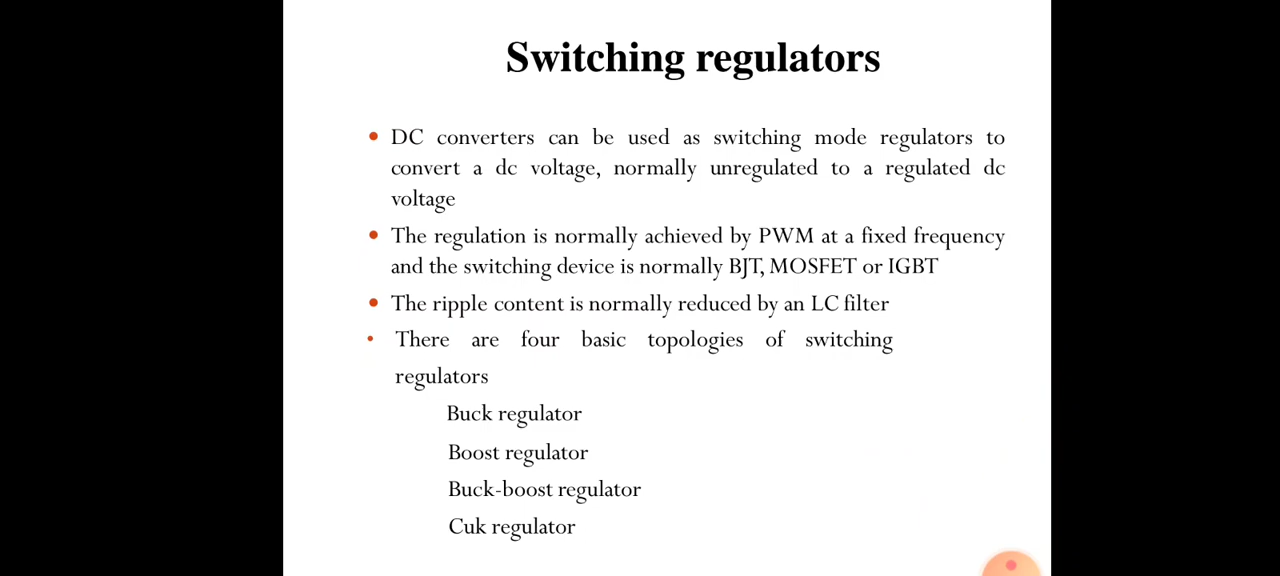 Switching regulators
• DC converters can be used as switching mode regulators to
convert a dc voltage, normally unregulated to a regulated dc
voltage
• The regulation is normally achieved by PWM at a fixed frequency
and the switching device is normally BJT, MOSFET or IGBT
• The ripple content is normally reduced by an LC filter
• There are four basic topologies of switching
regulators
Buck regulator
Boost regulator
Buck-boost regulator
Cuk regulator